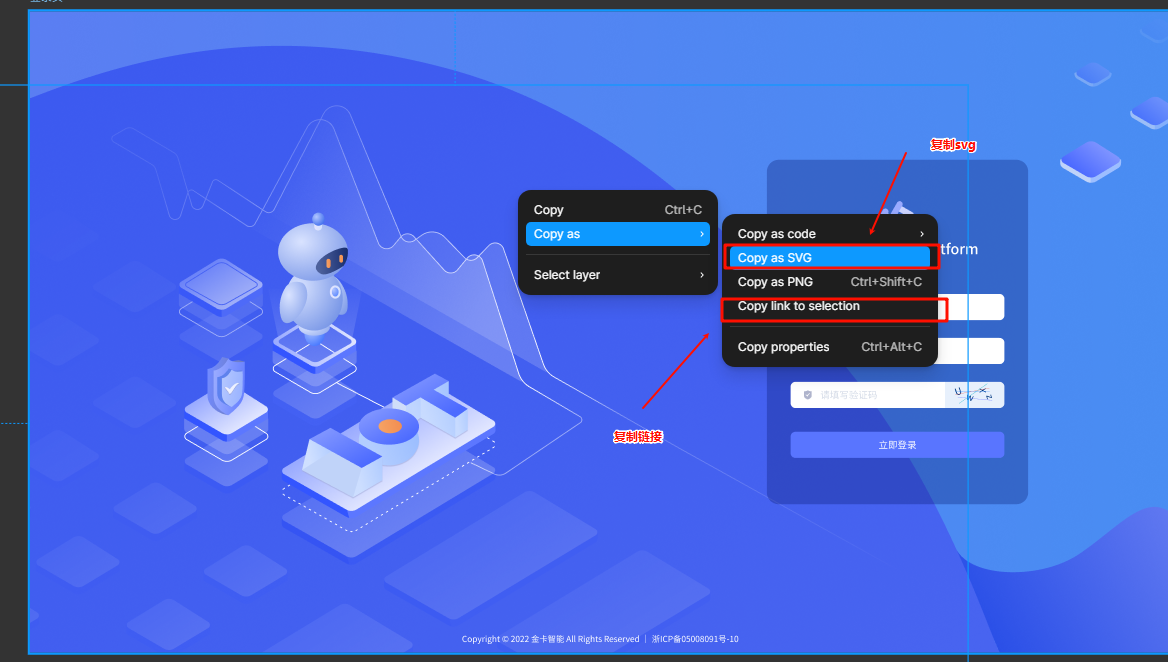 复制svg
Copy Ctrl+C
Copy as
Select layer
Copy as code
Copy as SVG
Copy as PNG Ctrl+Shift+C
Copy link to selection
Copy properties Ctrl+Alt+C
tform
请填写验证码
立即登录
复制链接
Copyright © 2022 金卡智能 All Rights Reserved | 浙ICP备05008091号-10